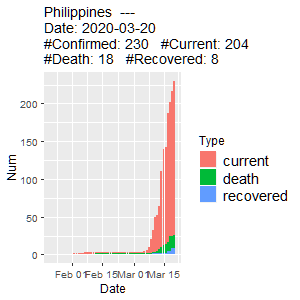 Philippines  ---
Date: 2020-03-20
#Confirmed: 230   #Current: 204
#Death: 18   #Recovered: 8
200
150
100
50
0
Num
Feb 01
Feb 15
Mar 01
Mar 15
Date
Type
current
death
recovered